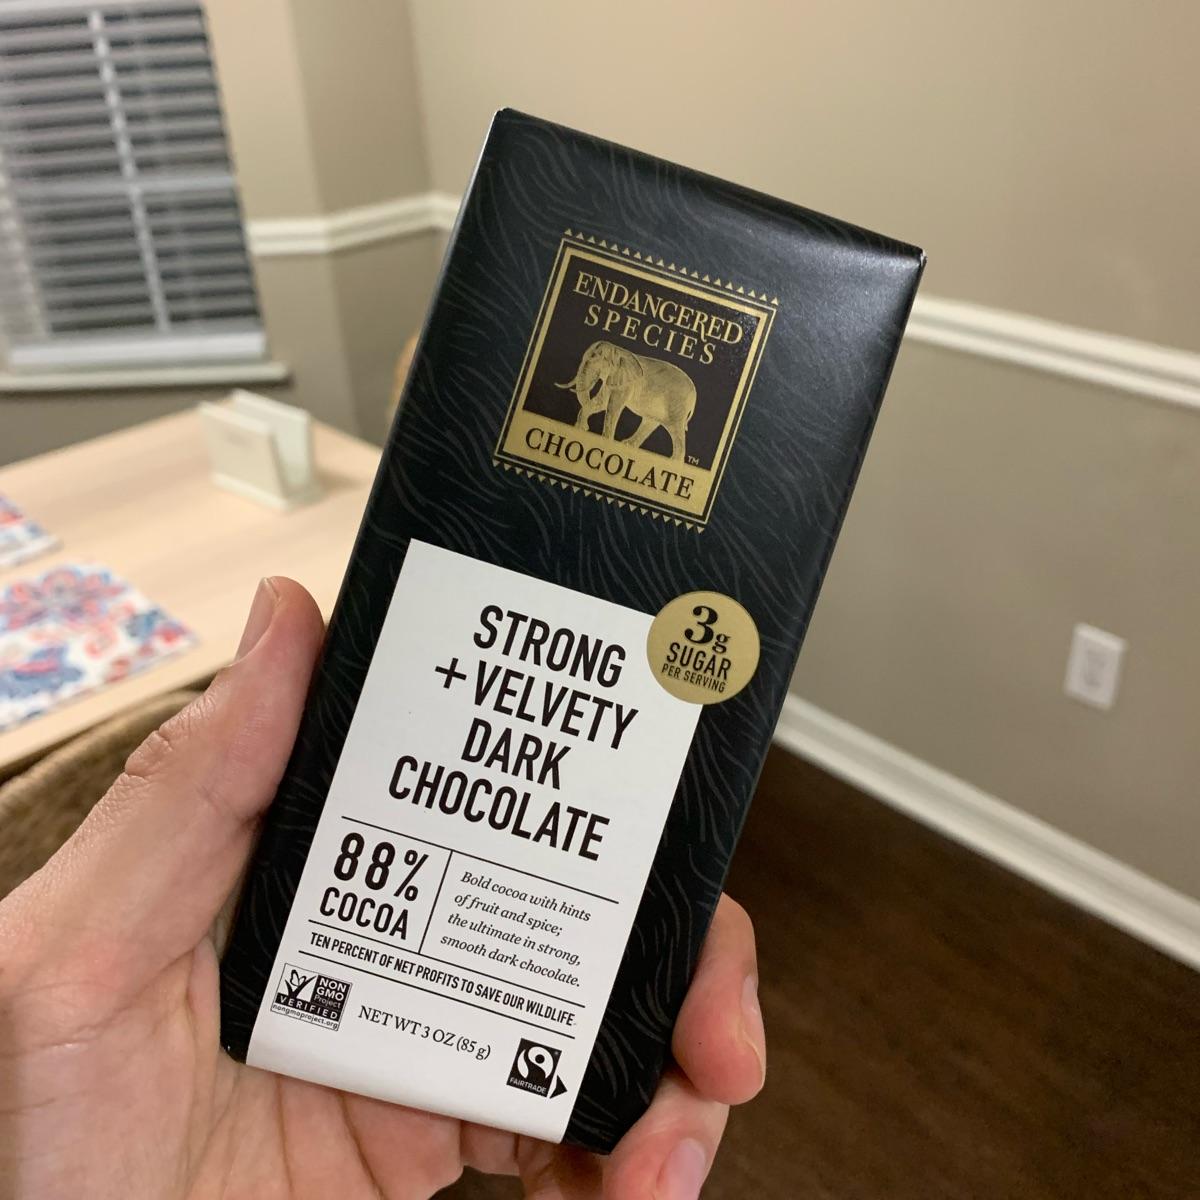 ENDANGERED
SPECIES
TM
CHOCOLATE
3g
SUGAR
PER SERVING
STRONG
+VELVETY
DARK
CHOCOLATE
88%
COCOA
Bold cocoa with hints
of fruit and spice;
the ultimate in strong,
smooth dark chocolate.
TEN PERCENT OF NET PROFITS TO SAVE OUR WILDLIFE
NON
GMO
Project
VERIFIED
nongmoproject.org
NET WT 3 OZ (85 g)
FAIRTRADE